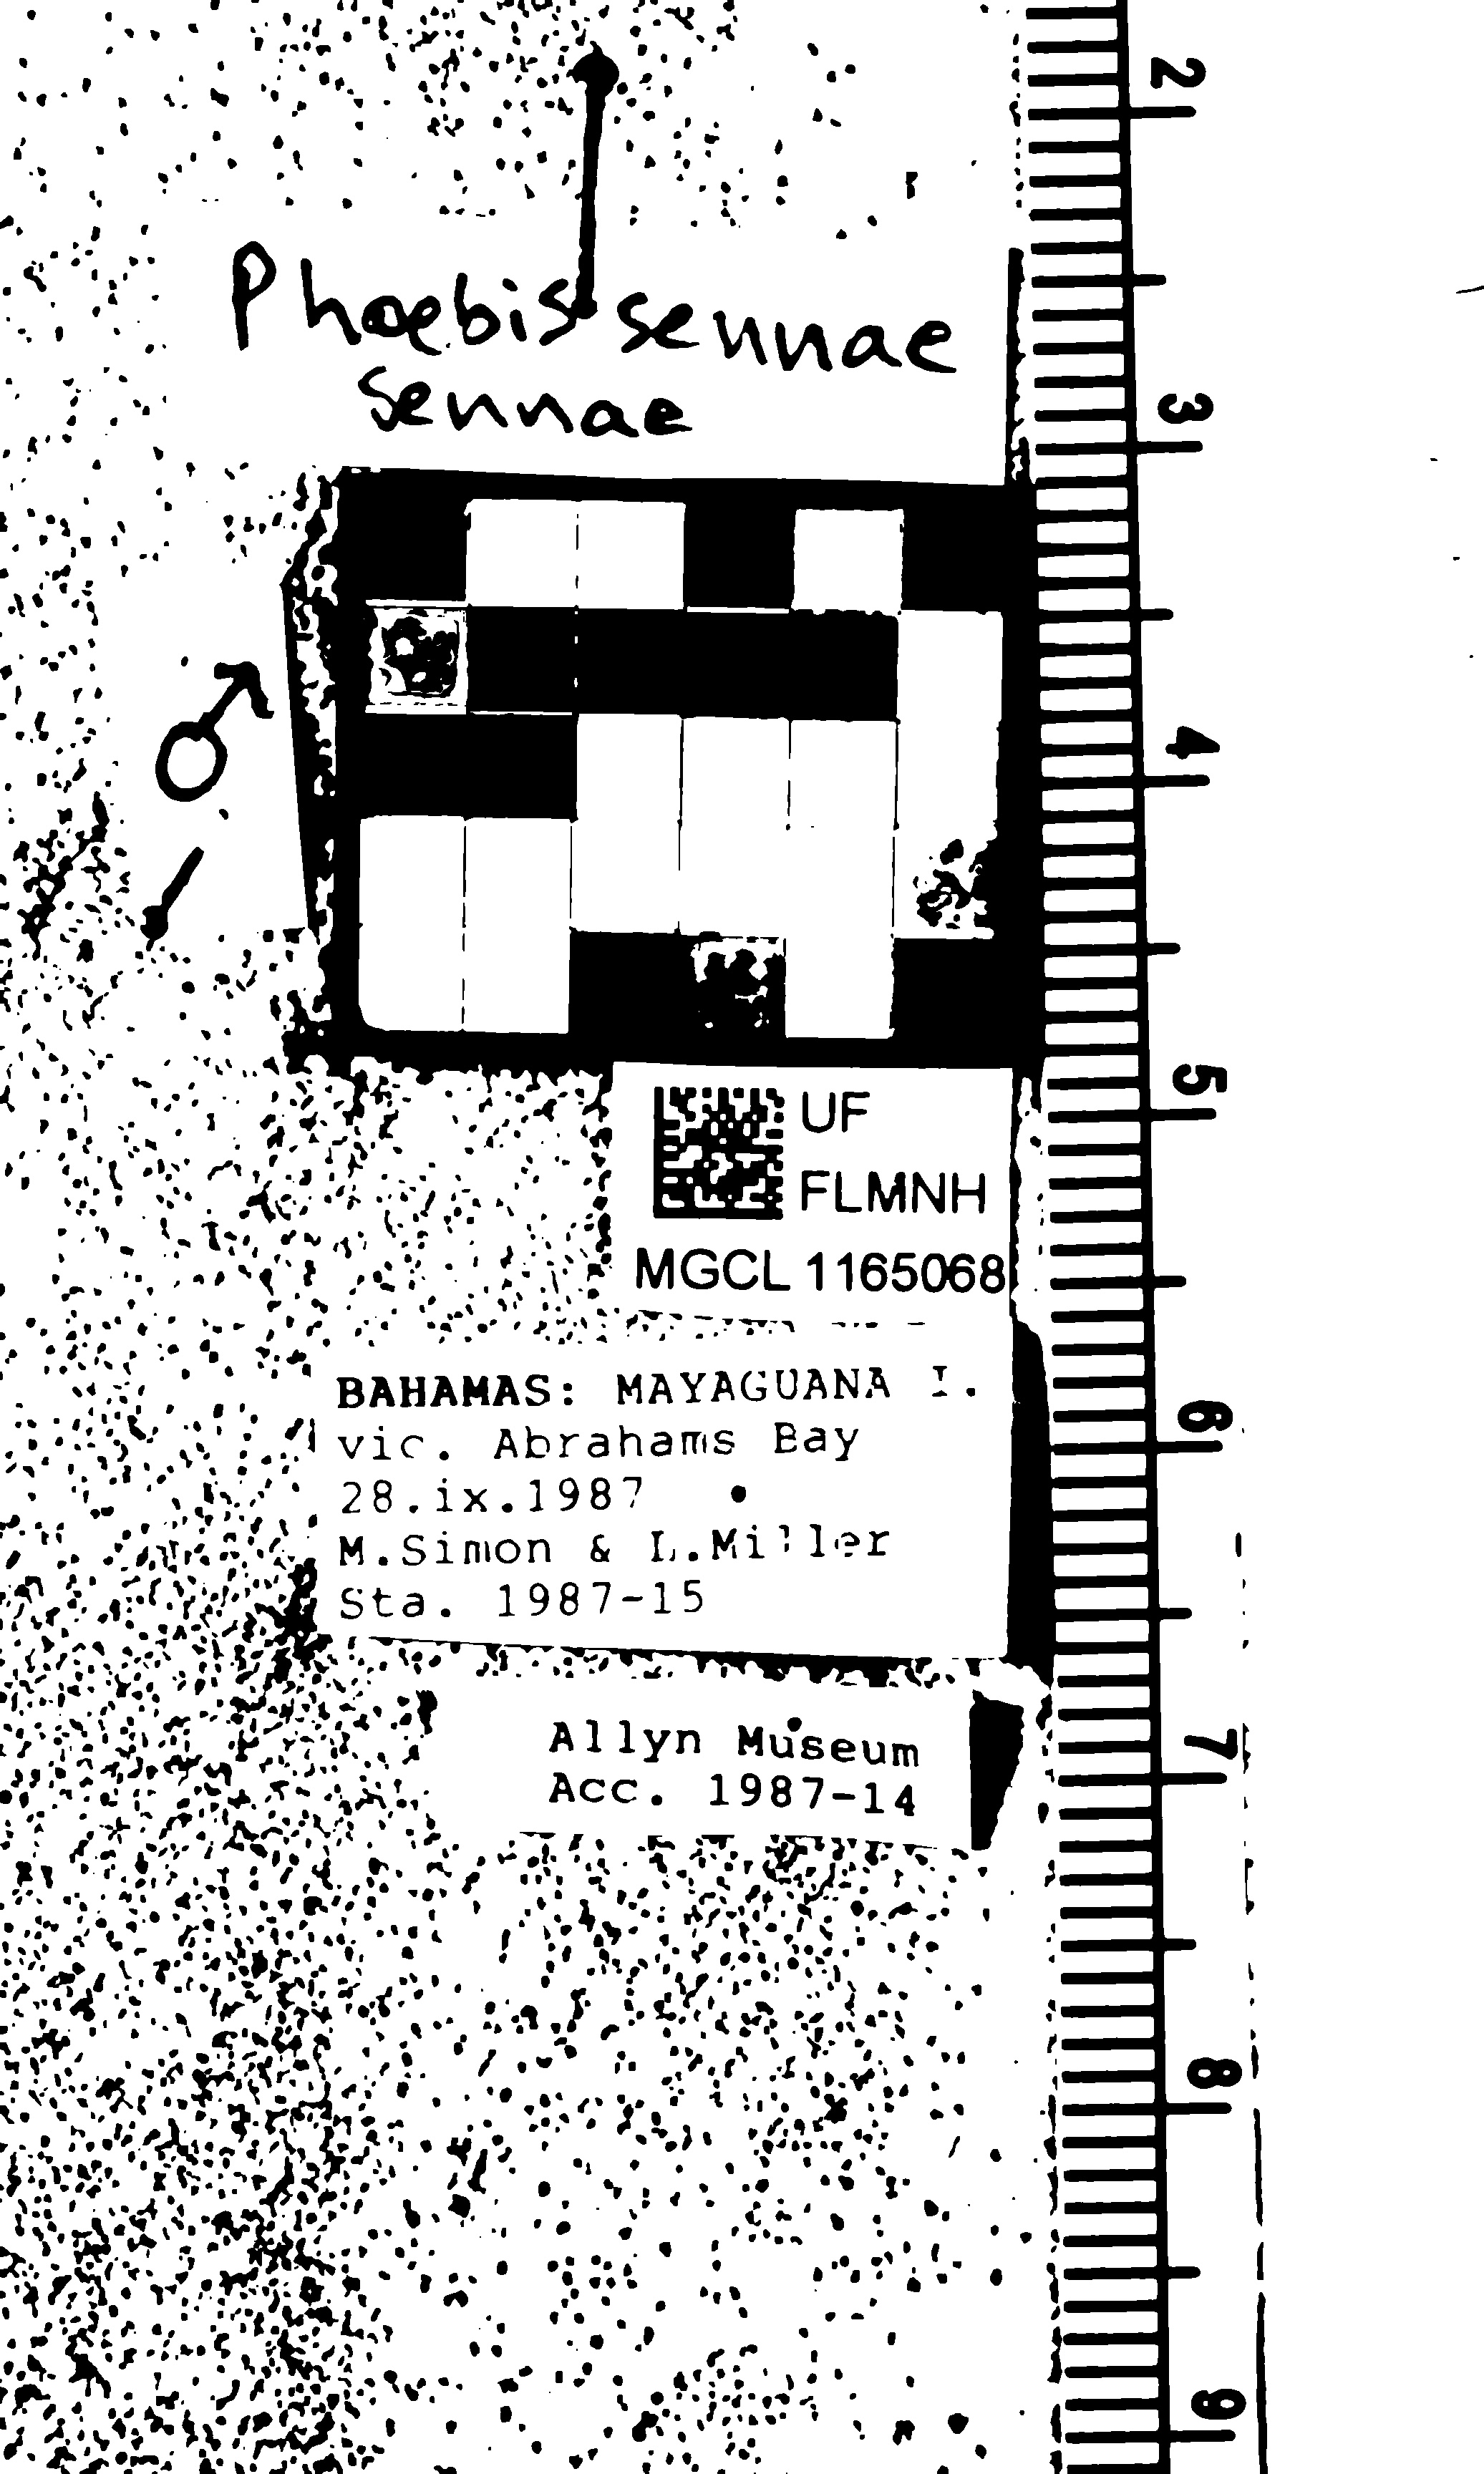 Phoebis sennae
sennae
♂
UF
FLMNH
MGCL 1165068
BAHAMAS: MAYAGUANA I.
vic. Abrahams Bay
28.ix.1987
M.Simon & L.Miller
Sta. 1987-15
Allyn Museum
Acc. 1987-14
2
3
4
5
6
7
8
9